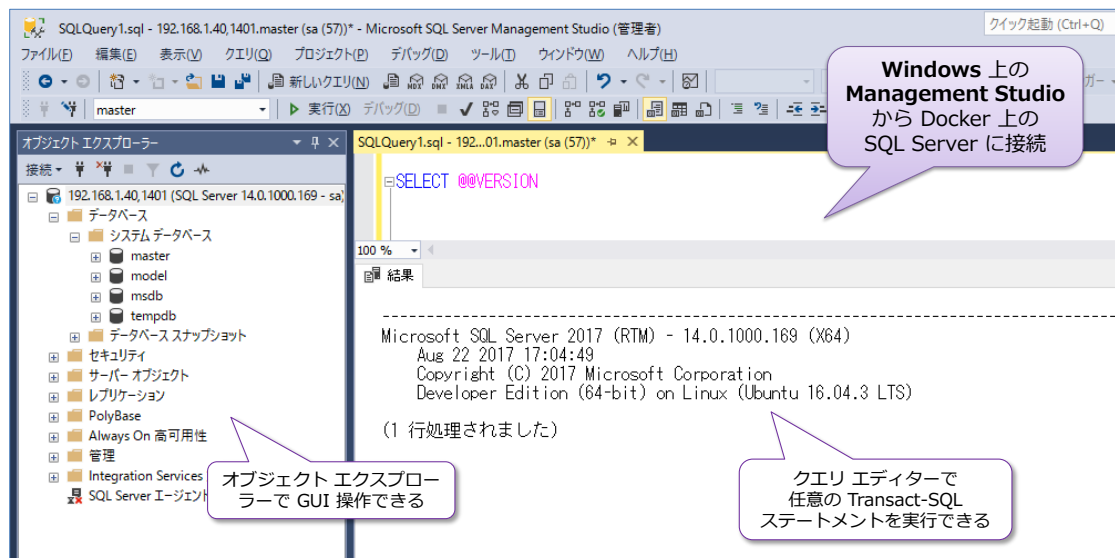 SQLQuery1.sql - 192.168.1.40,1401.master (sa (57))* - Microsoft SQL Server Management Studio (管理者)
クイック起動 (Ctrl+Q)
ファイル(F) 編集(E) 表示(V) クエリ(Q) プロジェクト(P) デバッグ(D) ツール(T) ウィンドウ(W) ヘルプ(H)
新しいクエリ(N) MDX DMX XMLA DAX
master 実行(X) デバッグ(D)
Windows 上の
Management Studio
から Docker 上の
SQL Server に接続
オブジェクト エクスプローラー
接続
192.168.1.40,1401 (SQL Server 14.0.1000.169 - sa)
データベース
システム データベース
master
model
msdb
tempdb
データベース スナップショット
セキュリティ
サーバー オブジェクト
レプリケーション
PolyBase
Always On 高可用性
管理
Integration Services
SQL Server エージェント
オブジェクト エクスプロー
ラーで GUI 操作できる
SQLQuery1.sql - 192...01.master (sa (57))*
SELECT @@VERSION
100 %
結果
--------------------------------------------------------------------------------
Microsoft SQL Server 2017 (RTM) - 14.0.1000.169 (X64)
Aug 22 2017 17:04:49
Copyright (C) 2017 Microsoft Corporation
Developer Edition (64-bit) on Linux (Ubuntu 16.04.3 LTS)
(1 行処理されました)
クエリ エディターで
任意の Transact-SQL
ステートメントを実行できる